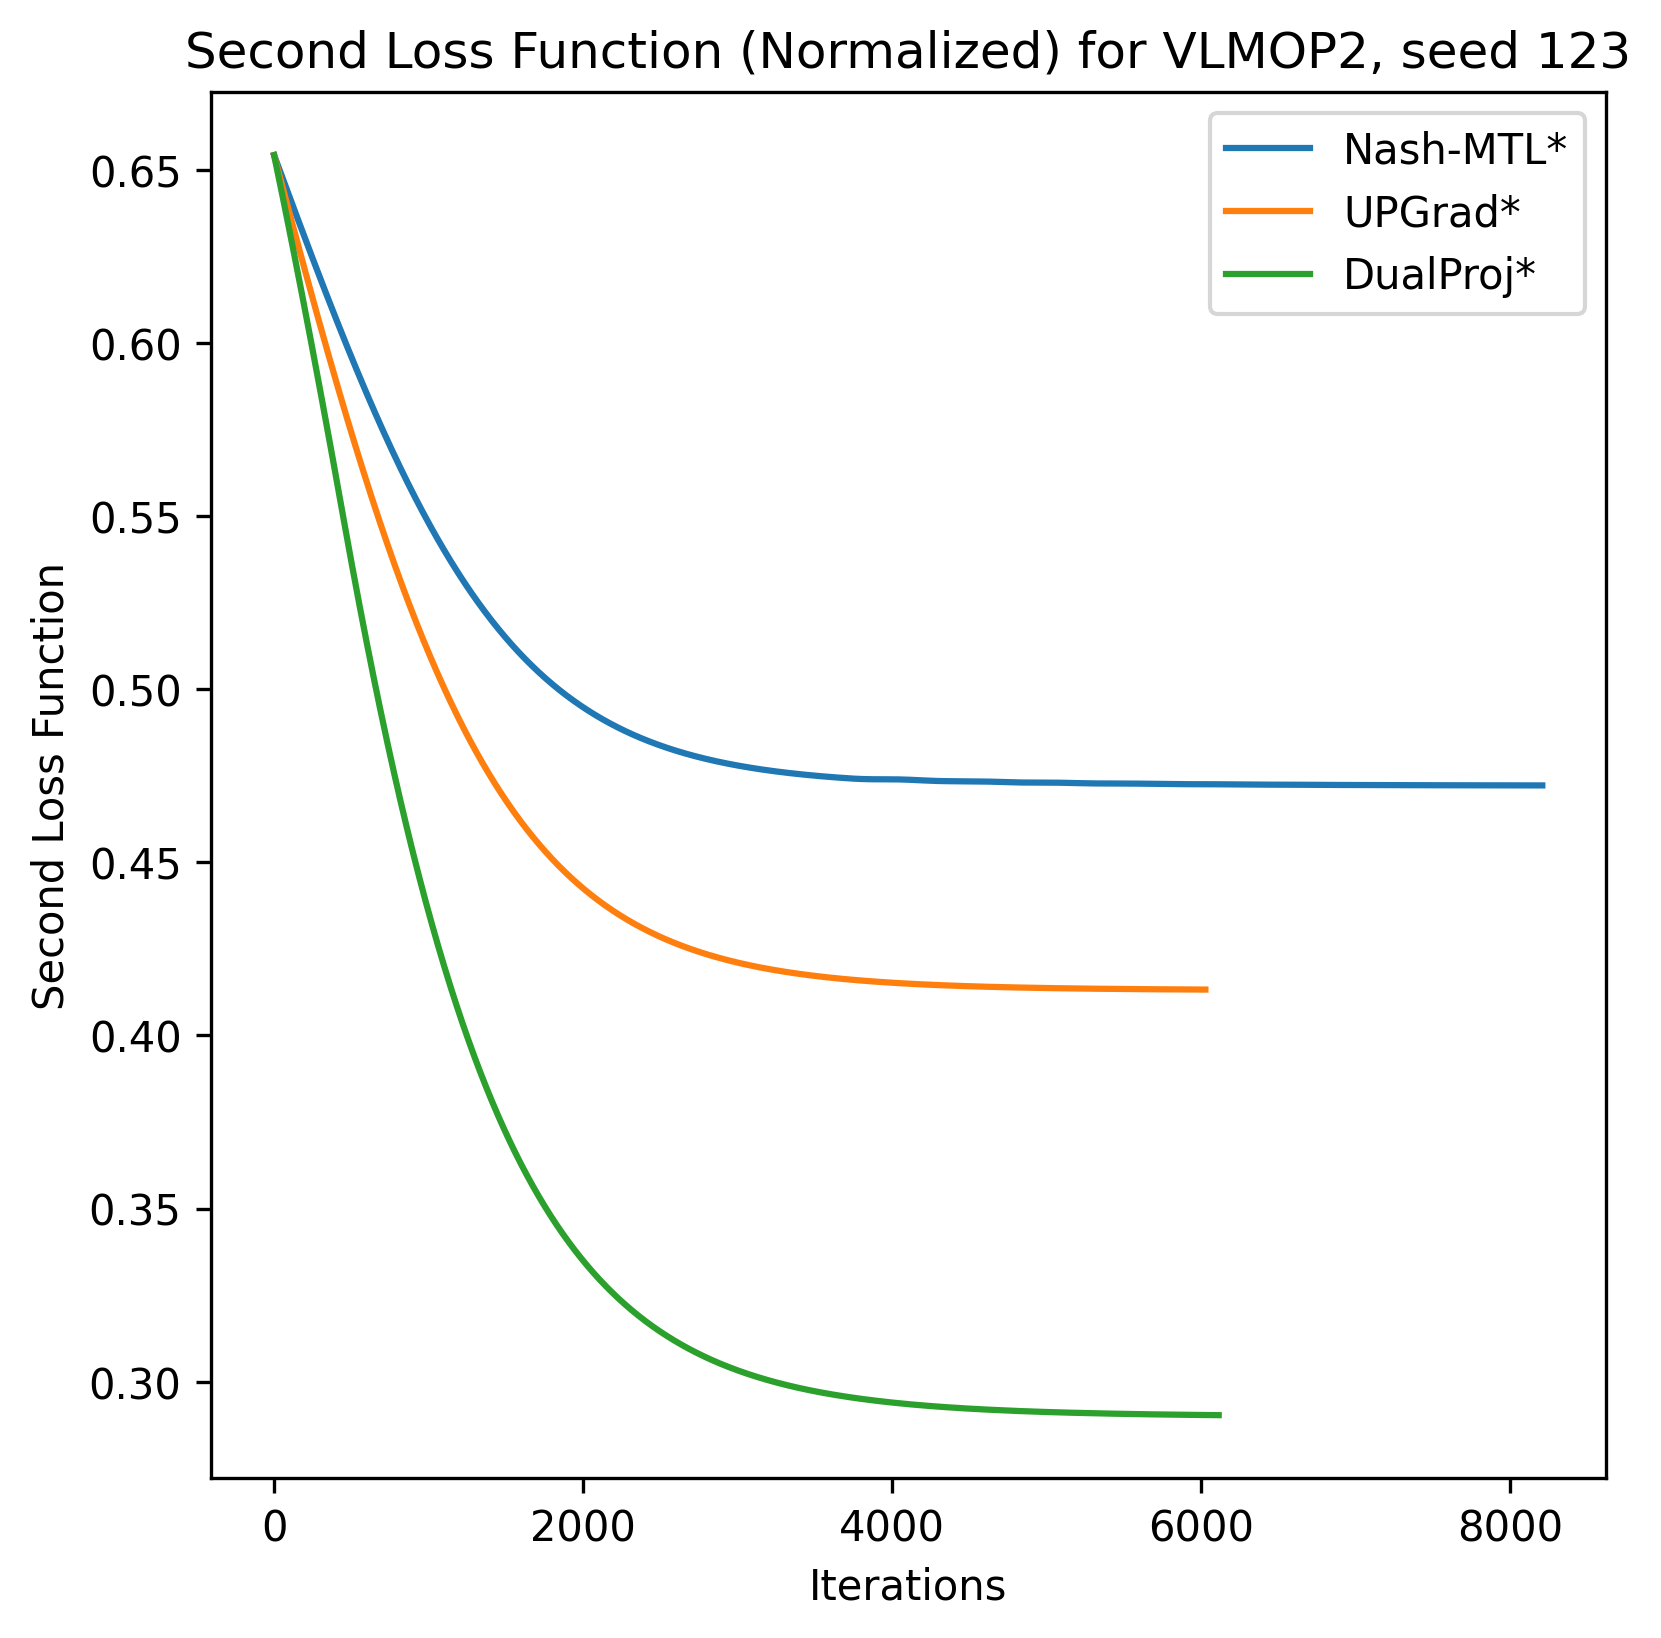 Second Loss Function (Normalized) for VLMOP2, seed 123
Nash-MTL*
UPGrad*
DualProj*
Second Loss Function
0.65
0.60
0.55
0.50
0.45
0.40
0.35
0.30
0 2000 4000 6000 8000
Iterations